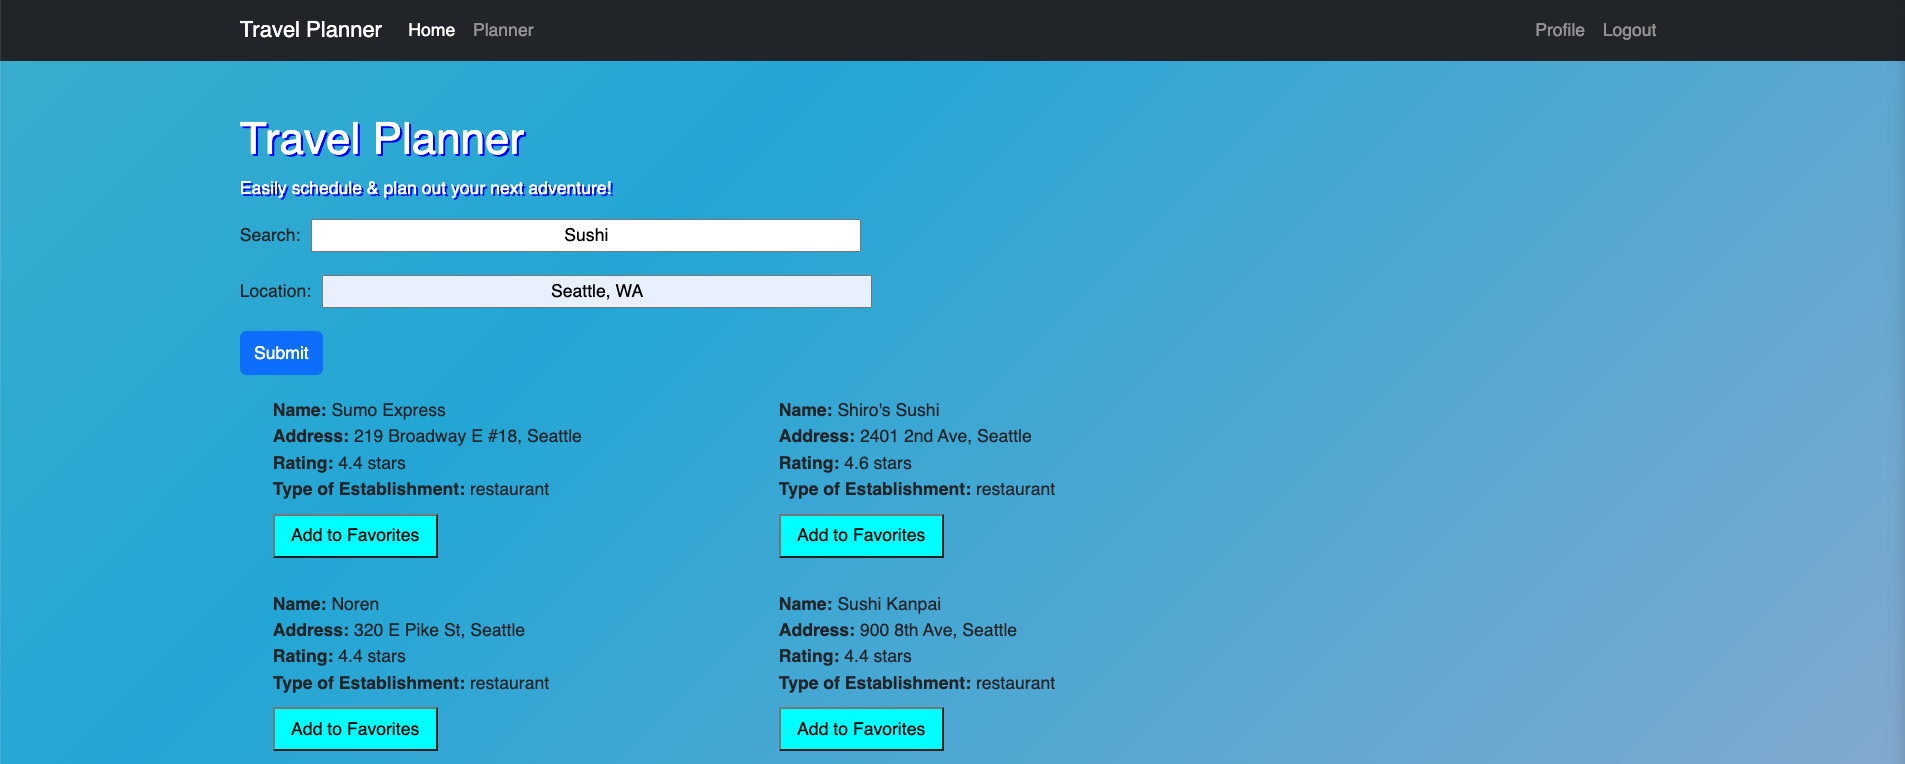 Travel Planner Home Planner Profile Logout
Travel Planner
Easily schedule & plan out your next adventure!
Search: Sushi
Location: Seattle, WA
Submit
Name: Sumo Express
Address: 219 Broadway E #18, Seattle
Rating: 4.4 stars
Type of Establishment: restaurant
Add to Favorites
Name: Shiro's Sushi
Address: 2401 2nd Ave, Seattle
Rating: 4.6 stars
Type of Establishment: restaurant
Add to Favorites
Name: Noren
Address: 320 E Pike St, Seattle
Rating: 4.4 stars
Type of Establishment: restaurant
Add to Favorites
Name: Sushi Kanpai
Address: 900 8th Ave, Seattle
Rating: 4.4 stars
Type of Establishment: restaurant
Add to Favorites